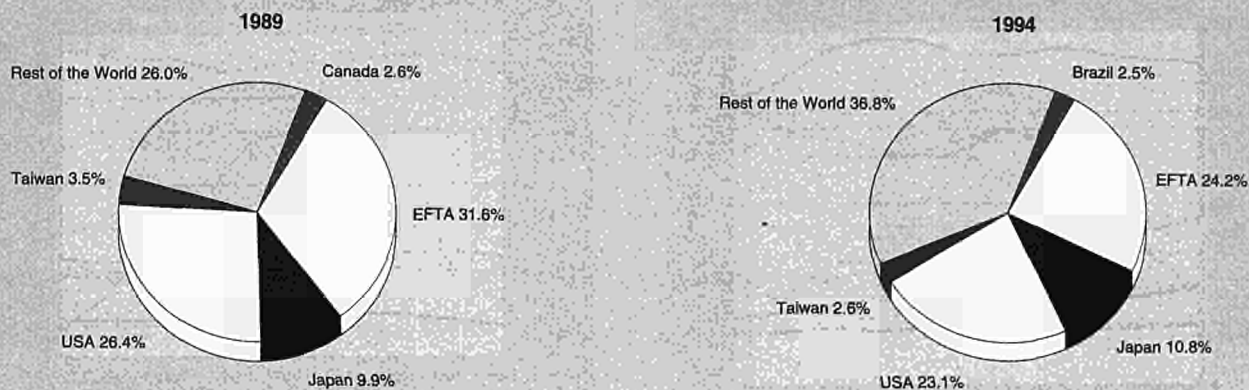 1989
Rest of the World 26.0%
Canada 2.6%
Taiwan 3.5%
EFTA 31.6%
USA 26.4%
Japan 9.9%
1994
Brazil 2.5%
Rest of the World 36.8%
EFTA 24.2%
Taiwan 2.6%
Japan 10.8%
USA 23.1%